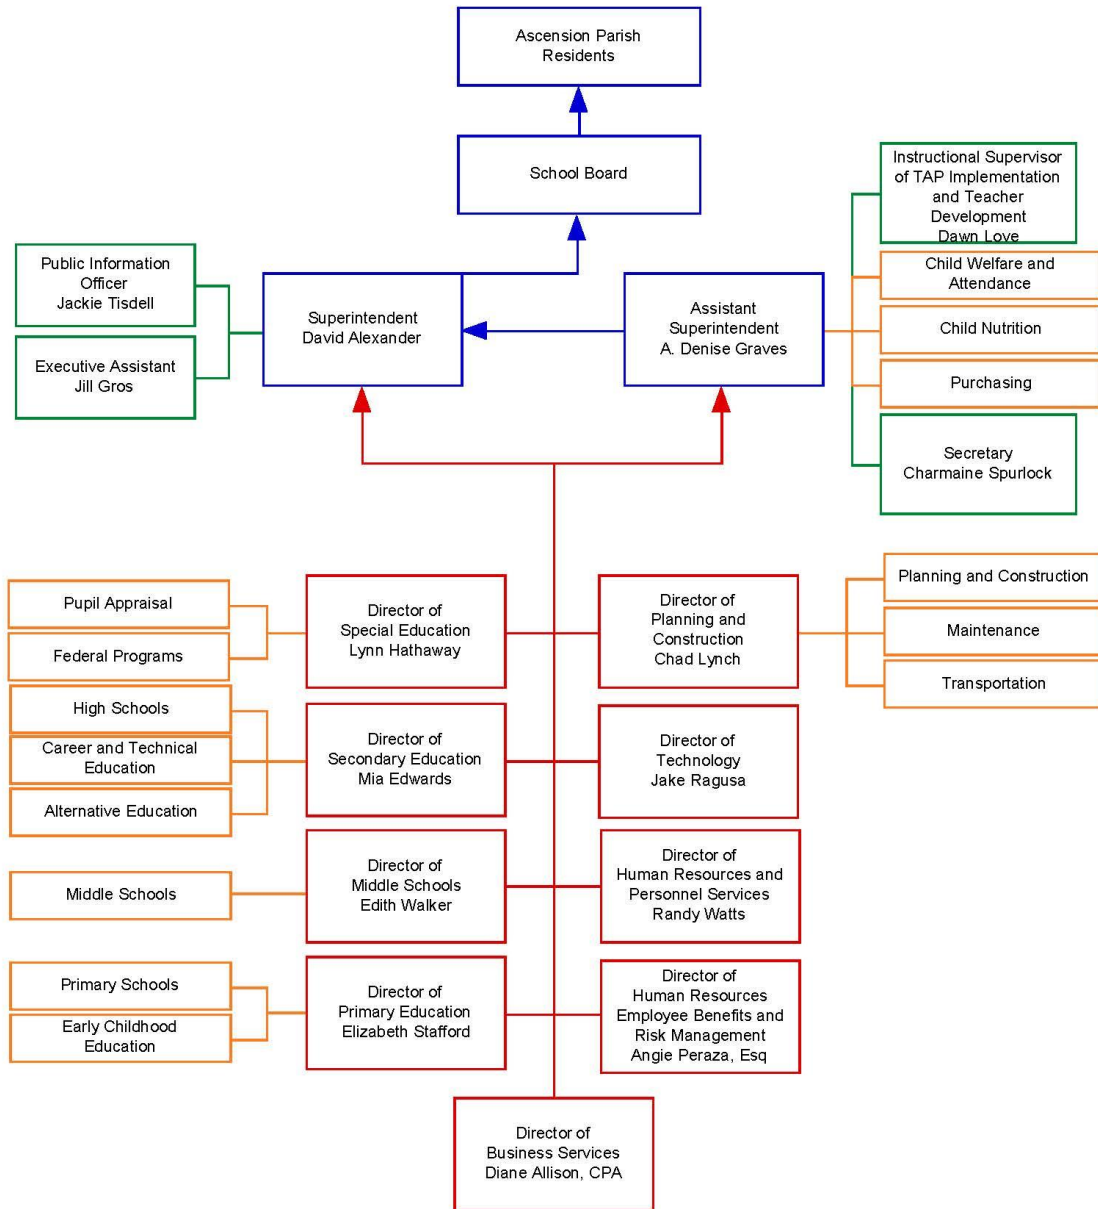 Ascension Parish
Residents
School Board
Instructional Supervisor
of TAP Implementation
and Teacher
Development
Dawn Love
Public Information
Officer
Jackie Tisdell
Superintendent
David Alexander
Assistant
Superintendent
A. Denise Graves
Child Welfare and
Attendance
Child Nutrition
Executive Assistant
Jill Gros
Purchasing
Secretary
Charmaine Spurlock
Pupil Appraisal
Federal Programs
Director of
Special Education
Lynn Hathaway
Director of
Planning and
Construction
Chad Lynch
Planning and Construction
Maintenance
Transportation
High Schools
Career and Technical
Education
Alternative Education
Director of
Secondary Education
Mia Edwards
Director of
Technology
Jake Ragusa
Middle Schools
Director of
Middle Schools
Edith Walker
Director of
Human Resources and
Personnel Services
Randy Watts
Primary Schools
Early Childhood
Education
Director of
Primary Education
Elizabeth Stafford
Director of
Human Resources
Employee Benefits and
Risk Management
Angie Peraza, Esq
Director of
Business Services
Diane Allison, CPA